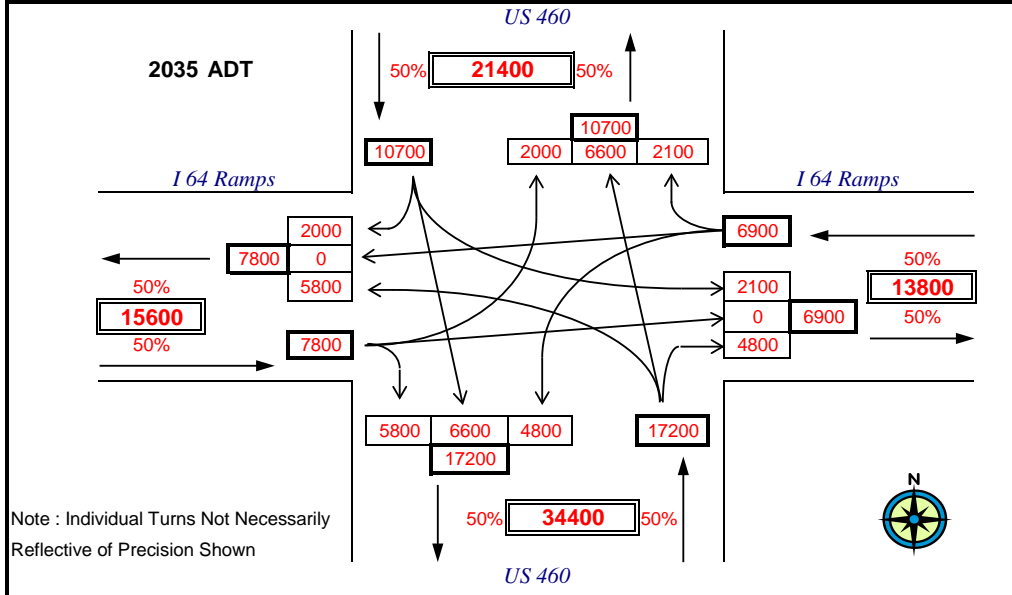 US 460
2035 ADT
50% 21400 50%
10700
10700
2000 6600 2100
I 64 Ramps
I 64 Ramps
2000
6900
7800 0
50%
50%
5800
2100
13800
15600
0 6900
50%
50%
7800
4800
5800 6600 4800
17200
17200
N
Note : Individual Turns Not Necessarily
50% 34400 50%
Reflective of Precision Shown
US 460